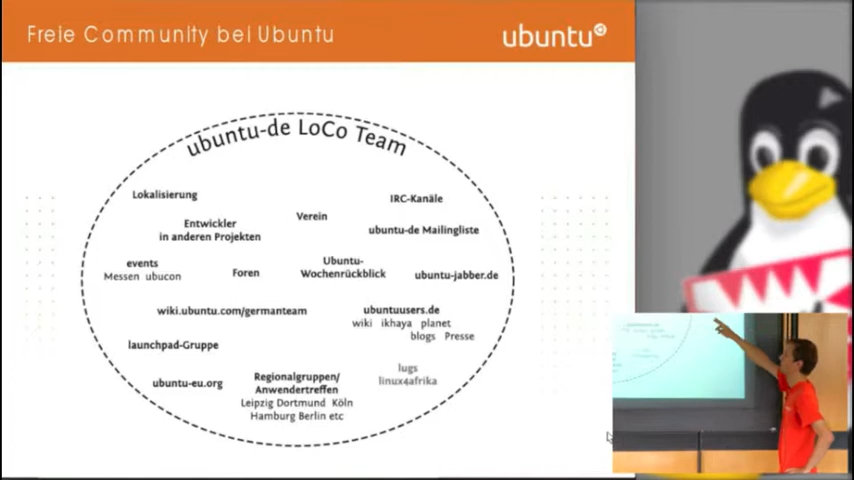 Freie Community bei Ubuntu
ubuntu
ubuntu-de LoCo Team
Lokalisierung
IRC-Kanäle
Verein
Entwickler
in anderen Projekten
ubuntu-de Mailingliste
events
Messen ubucon
Foren
Ubuntu-
Wochenrückblick
ubuntu-jabber.de
wiki.ubuntu.com/germanteam
ubuntuusers.de
wiki ikhaya planet
blogs Presse
launchpad-Gruppe
ubuntu-eu.org
Regionalgruppen/
Anwendertreffen
Leipzig Dortmund Köln
Hamburg Berlin etc
lugs
linux4afrika